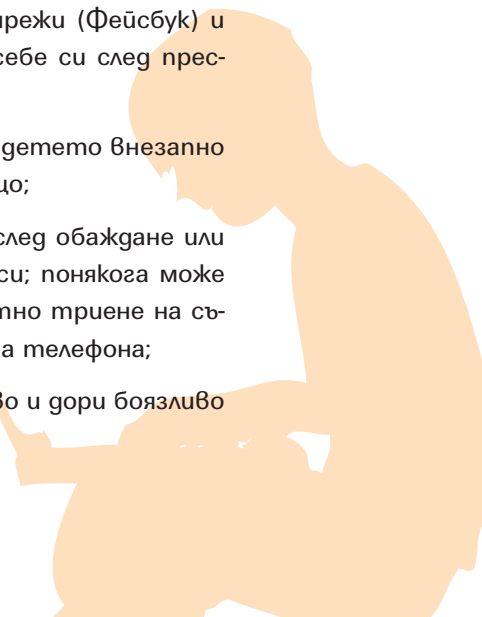 режи (Фейсбук) и
себе си след прес-
детето внезапно
цо;
след обаждане или
си; понякога може
тно триене на съ-
а телефона;
во и дори боязливо